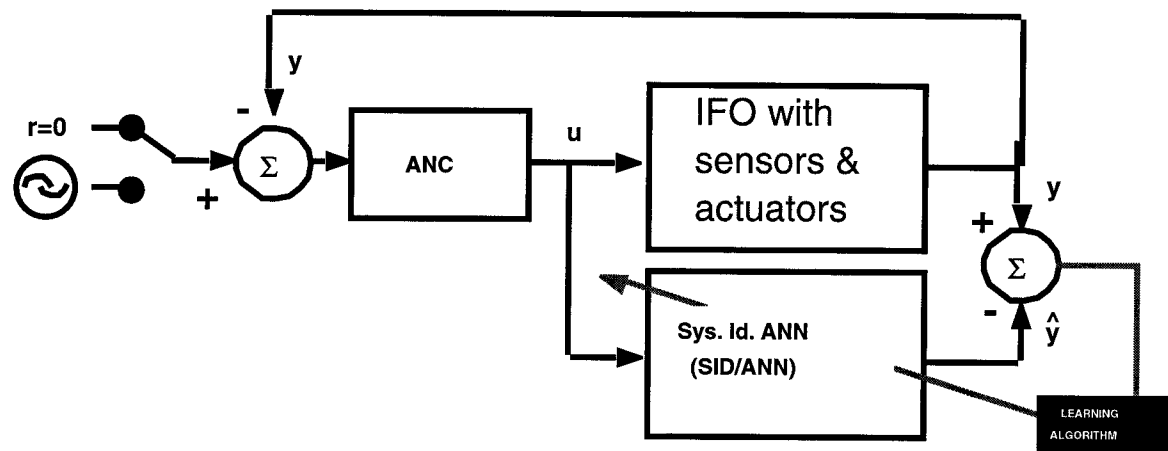 y
-
r=0
Σ
+
ANC
u
IFO with
sensors &
actuators
y
+
Σ
-
ŷ
Sys. Id. ANN
(SID/ANN)
LEARNING
ALGORITHM